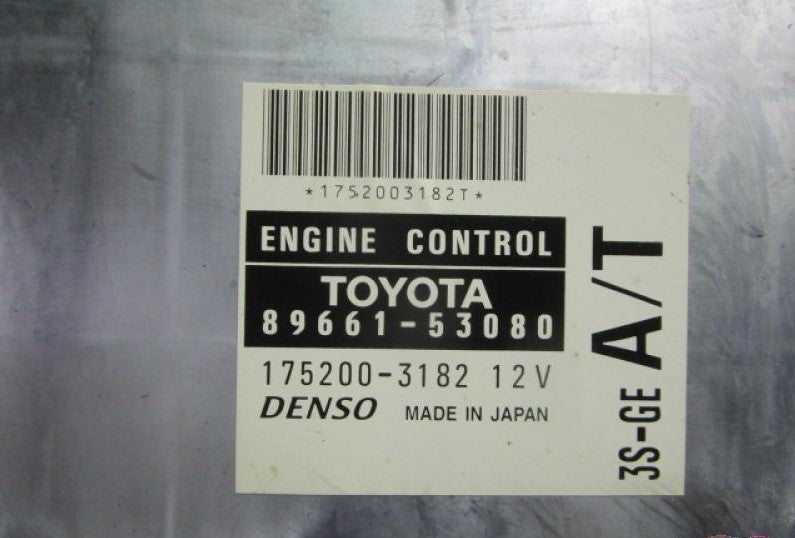 *1752003182T*
ENGINE CONTROL
TOYOTA
89661-53080
175200-3182 12V
DENSO MADE IN JAPAN
3S-GE A/T